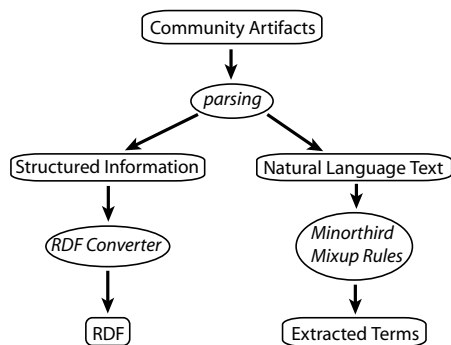 Community Artifacts
parsing
Structured Information
Natural Language Text
RDF Converter
Minorthird
Mixup Rules
RDF
Extracted Terms